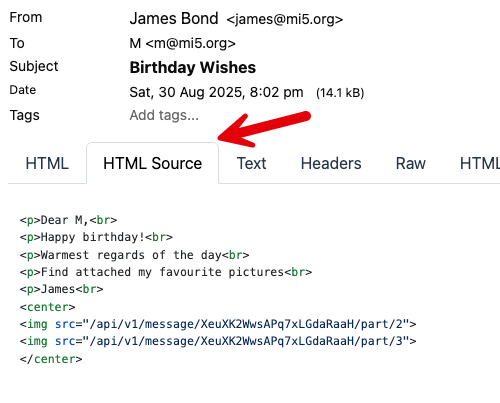 From James Bond <james@mi5.org>
To M <m@mi5.org>
Subject Birthday Wishes
Date Sat, 30 Aug 2025, 8:02 pm (14.1 kB)
Tags Add tags...
HTML HTML Source Text Headers Raw HTML
<p>Dear M,<br>
<p>Happy birthday!<br>
<p>Warmest regards of the day<br>
<p>Find attached my favourite pictures<br>
<p>James<br>
<center>
<img src="/api/v1/message/XeuXK2WwsAPq7xLGdaRaaH/part/2">
<img src="/api/v1/message/XeuXK2WwsAPq7xLGdaRaaH/part/3">
</center>